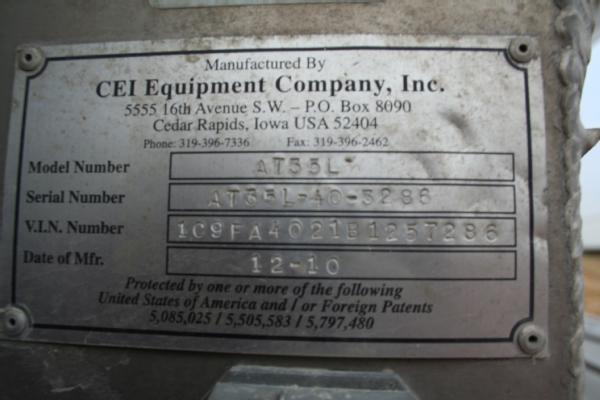 Manufactured By
CEI Equipment Company, Inc.
5555 16th Avenue S.W. – P.O. Box 8090
Cedar Rapids, Iowa USA 52404
Phone: 319-396-7336 Fax: 319-396-2462
Model Number AT35L
Serial Number AT35L-40-3286
V.I.N. Number 1C9FA4021B1257286
Date of Mfr. 12-10
Protected by one or more of the following
United States of America and / or Foreign Patents
5,085,025 / 5,505,583 / 5,797,480